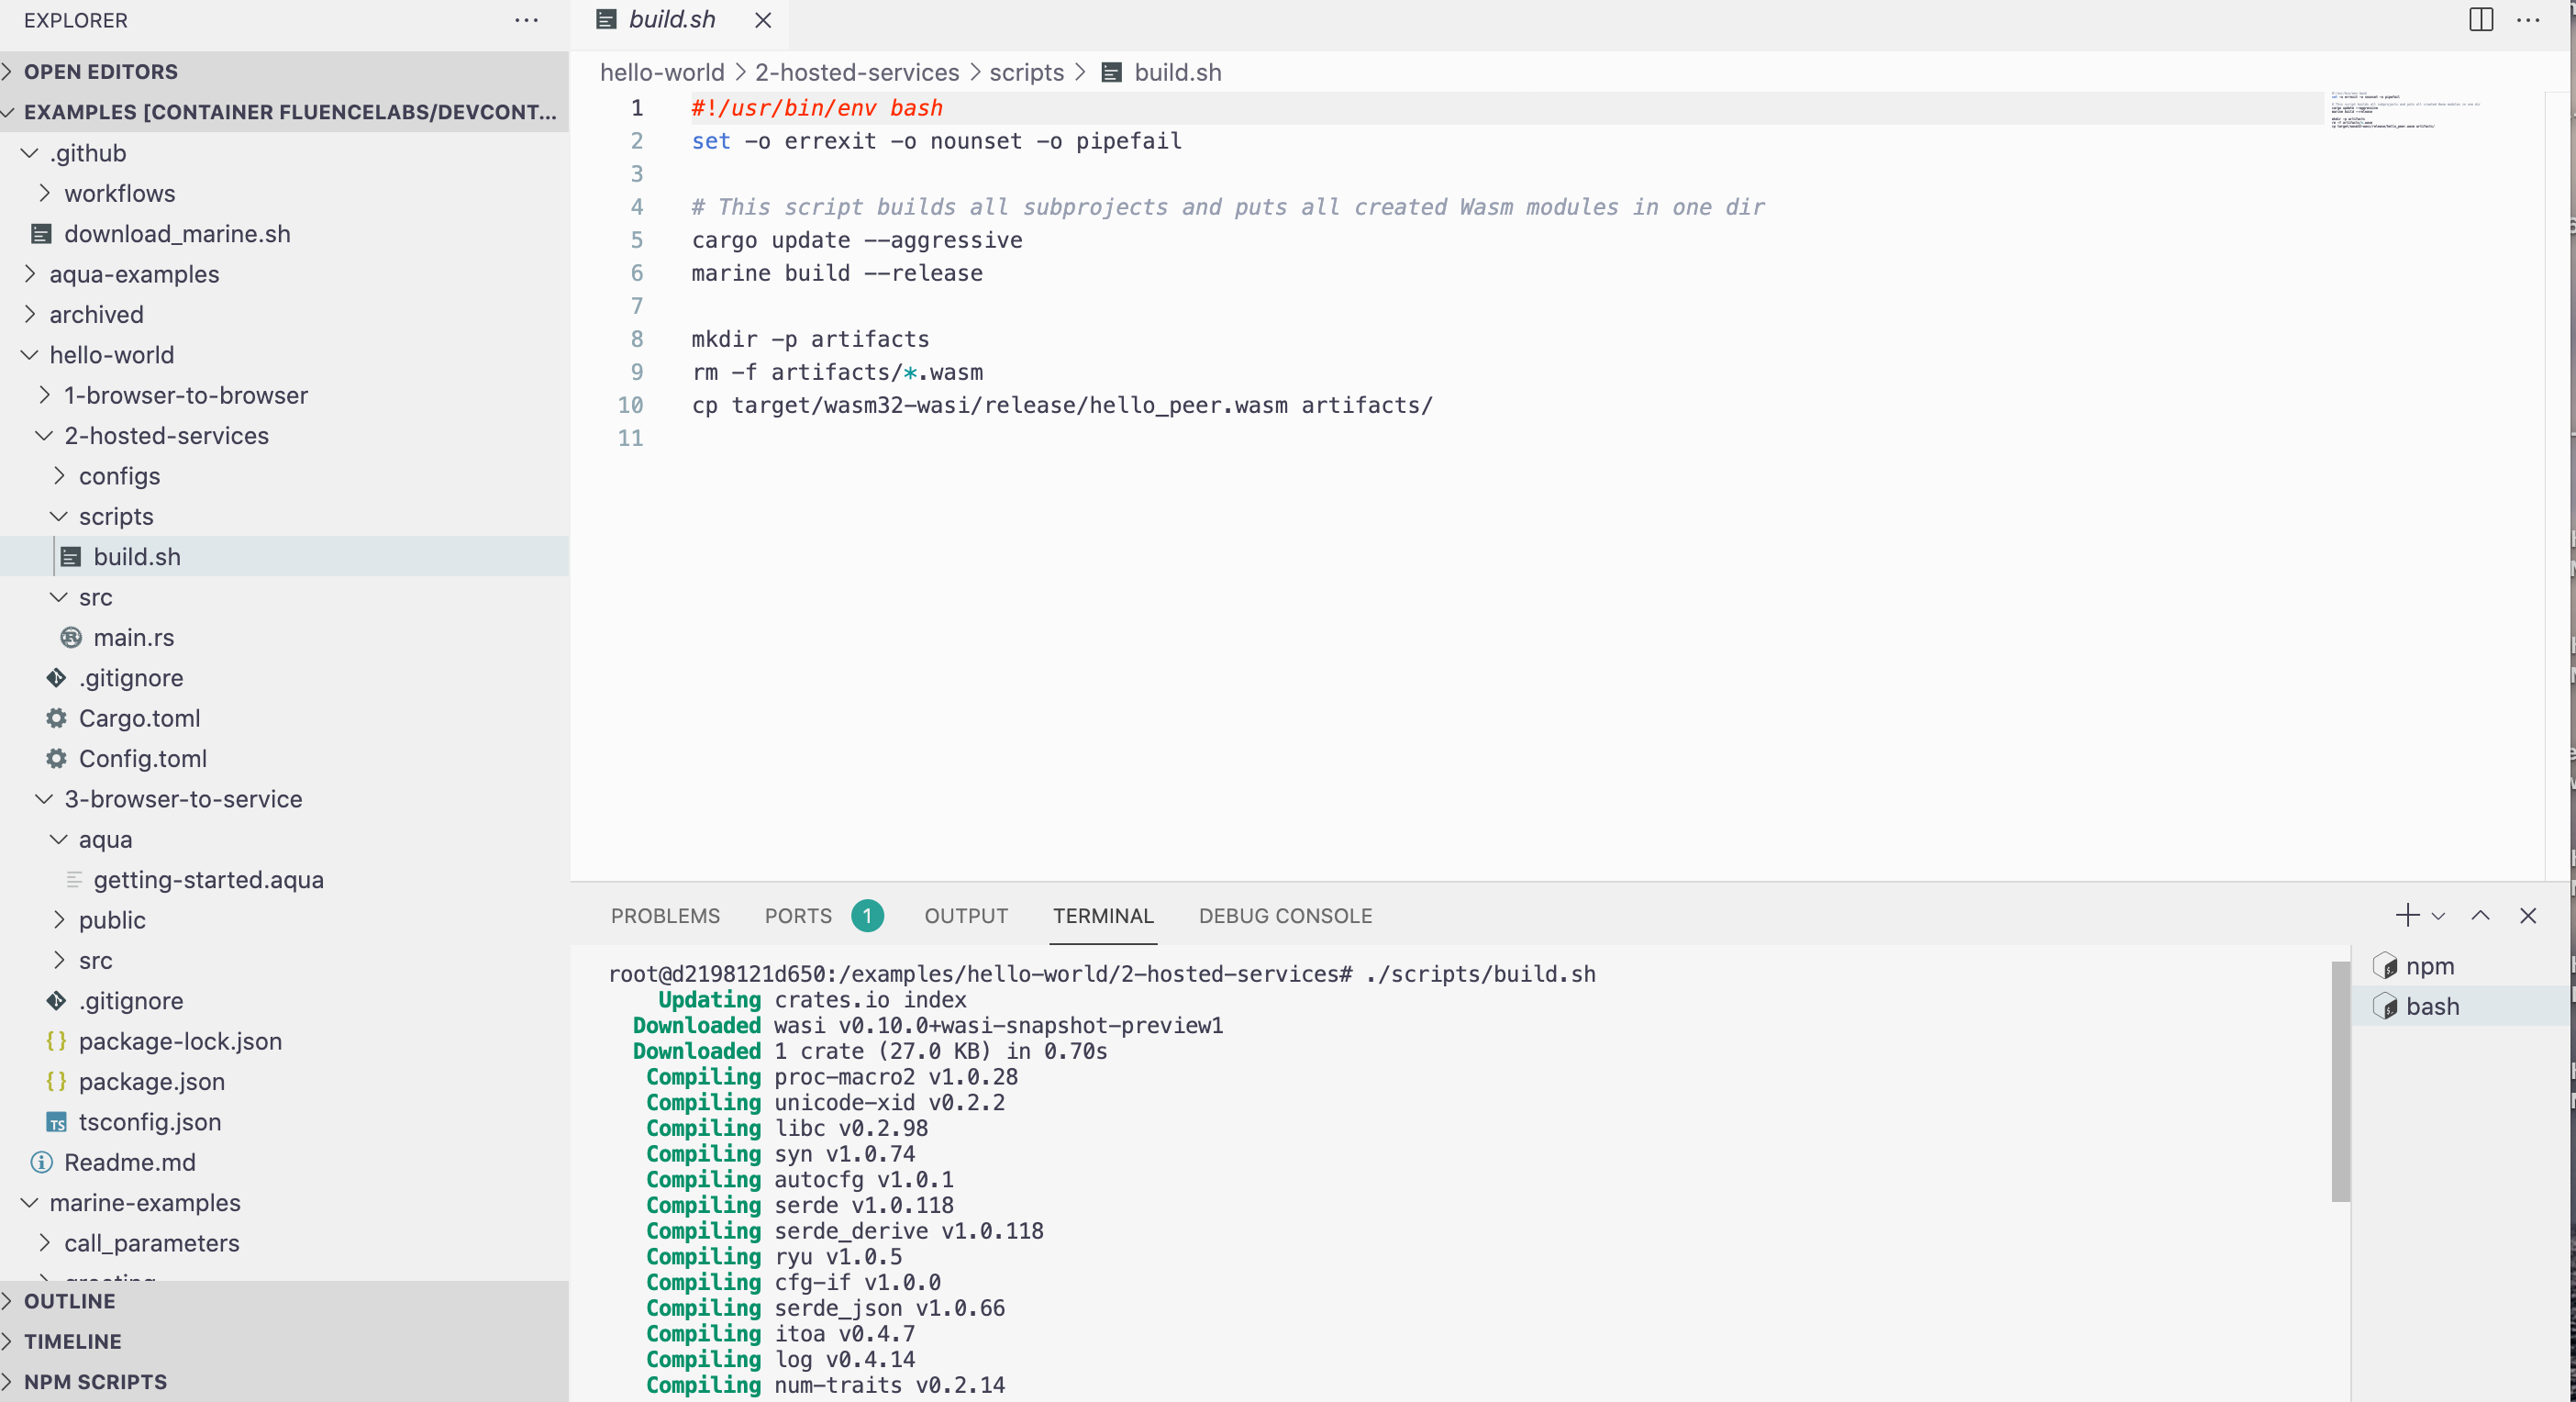 EXPLORER
OPEN EDITORS
EXAMPLES [CONTAINER FLUENCELABS/DEVCONT...
.github
workflows
download_marine.sh
aqua-examples
archived
hello-world
1-browser-to-browser
2-hosted-services
configs
scripts
build.sh
src
main.rs
.gitignore
Cargo.toml
Config.toml
3-browser-to-service
aqua
getting-started.aqua
public
src
.gitignore
package-lock.json
package.json
TS tsconfig.json
Readme.md
marine-examples
call_parameters
OUTLINE
TIMELINE
NPM SCRIPTS
build.sh
hello-world > 2-hosted-services > scripts > build.sh
1 #!/usr/bin/env bash
2 set -o errexit -o nounset -o pipefail
3
4 # This script builds all subprojects and puts all created Wasm modules in one dir
5 cargo update --aggressive
6 marine build --release
7
8 mkdir -p artifacts
9 rm -f artifacts/*.wasm
10 cp target/wasm32-wasi/release/hello_peer.wasm artifacts/
11
PROBLEMS PORTS 1 OUTPUT TERMINAL DEBUG CONSOLE
root@d2198121d650:/examples/hello-world/2-hosted-services# ./scripts/build.sh
Updating crates.io index
Downloaded wasi v0.10.0+wasi-snapshot-preview1
Downloaded 1 crate (27.0 KB) in 0.70s
Compiling proc-macro2 v1.0.28
Compiling unicode-xid v0.2.2
Compiling libc v0.2.98
Compiling syn v1.0.74
Compiling autocfg v1.0.1
Compiling serde v1.0.118
Compiling serde_derive v1.0.118
Compiling ryu v1.0.5
Compiling cfg-if v1.0.0
Compiling serde_json v1.0.66
Compiling itoa v0.4.7
Compiling log v0.4.14
Compiling num-traits v0.2.14
npm
bash